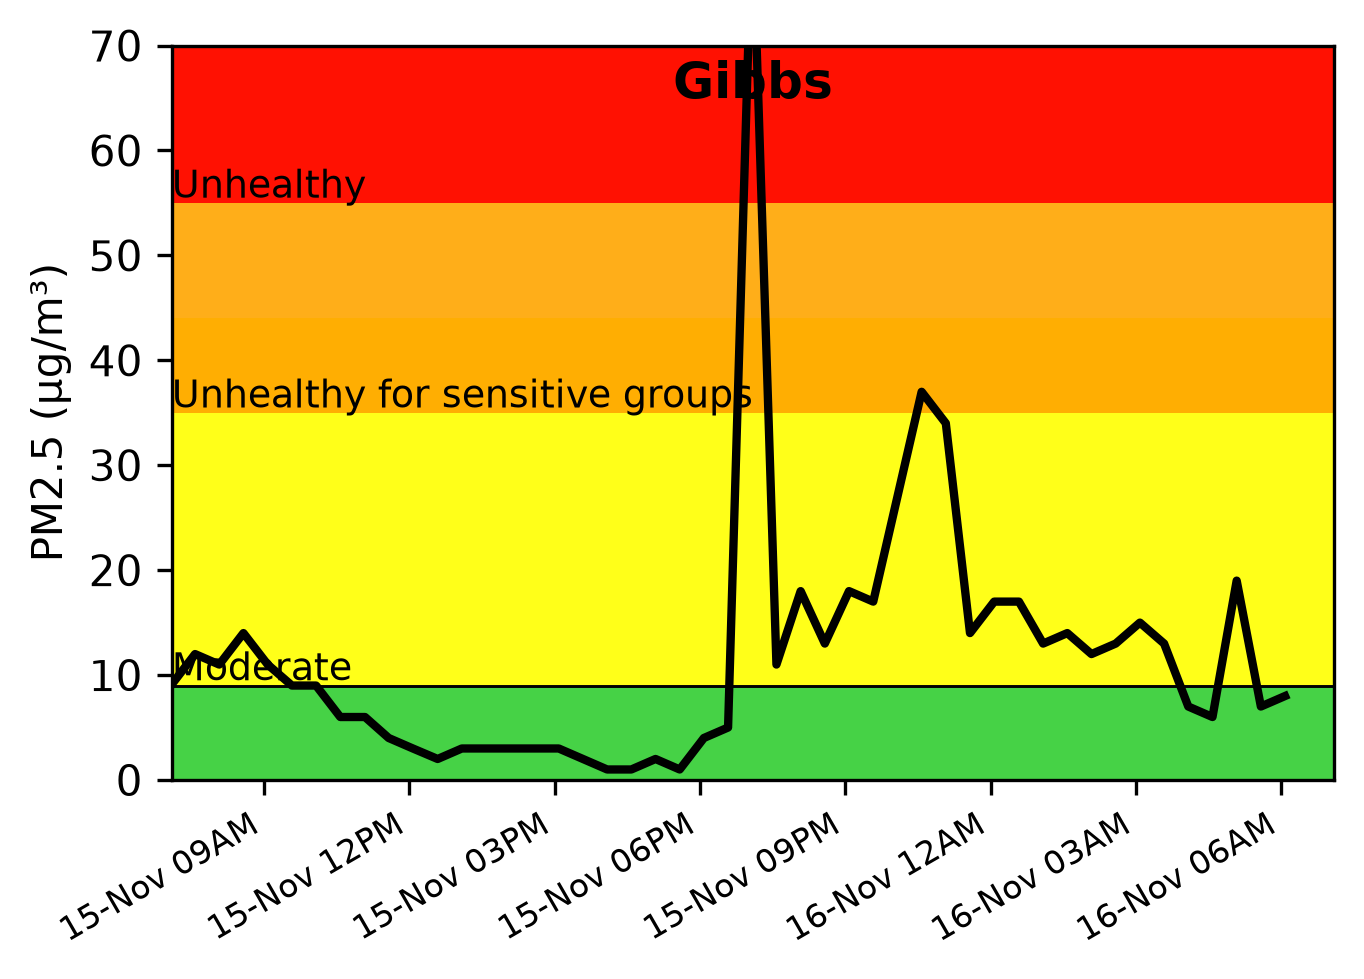 Gibbs
PM2.5 (µg/m³)
70
60
50
40
30
20
10
0
Unhealthy
Unhealthy for sensitive groups
Moderate
15-Nov 09AM
15-Nov 12PM
15-Nov 03PM
15-Nov 06PM
15-Nov 09PM
16-Nov 12AM
16-Nov 03AM
16-Nov 06AM